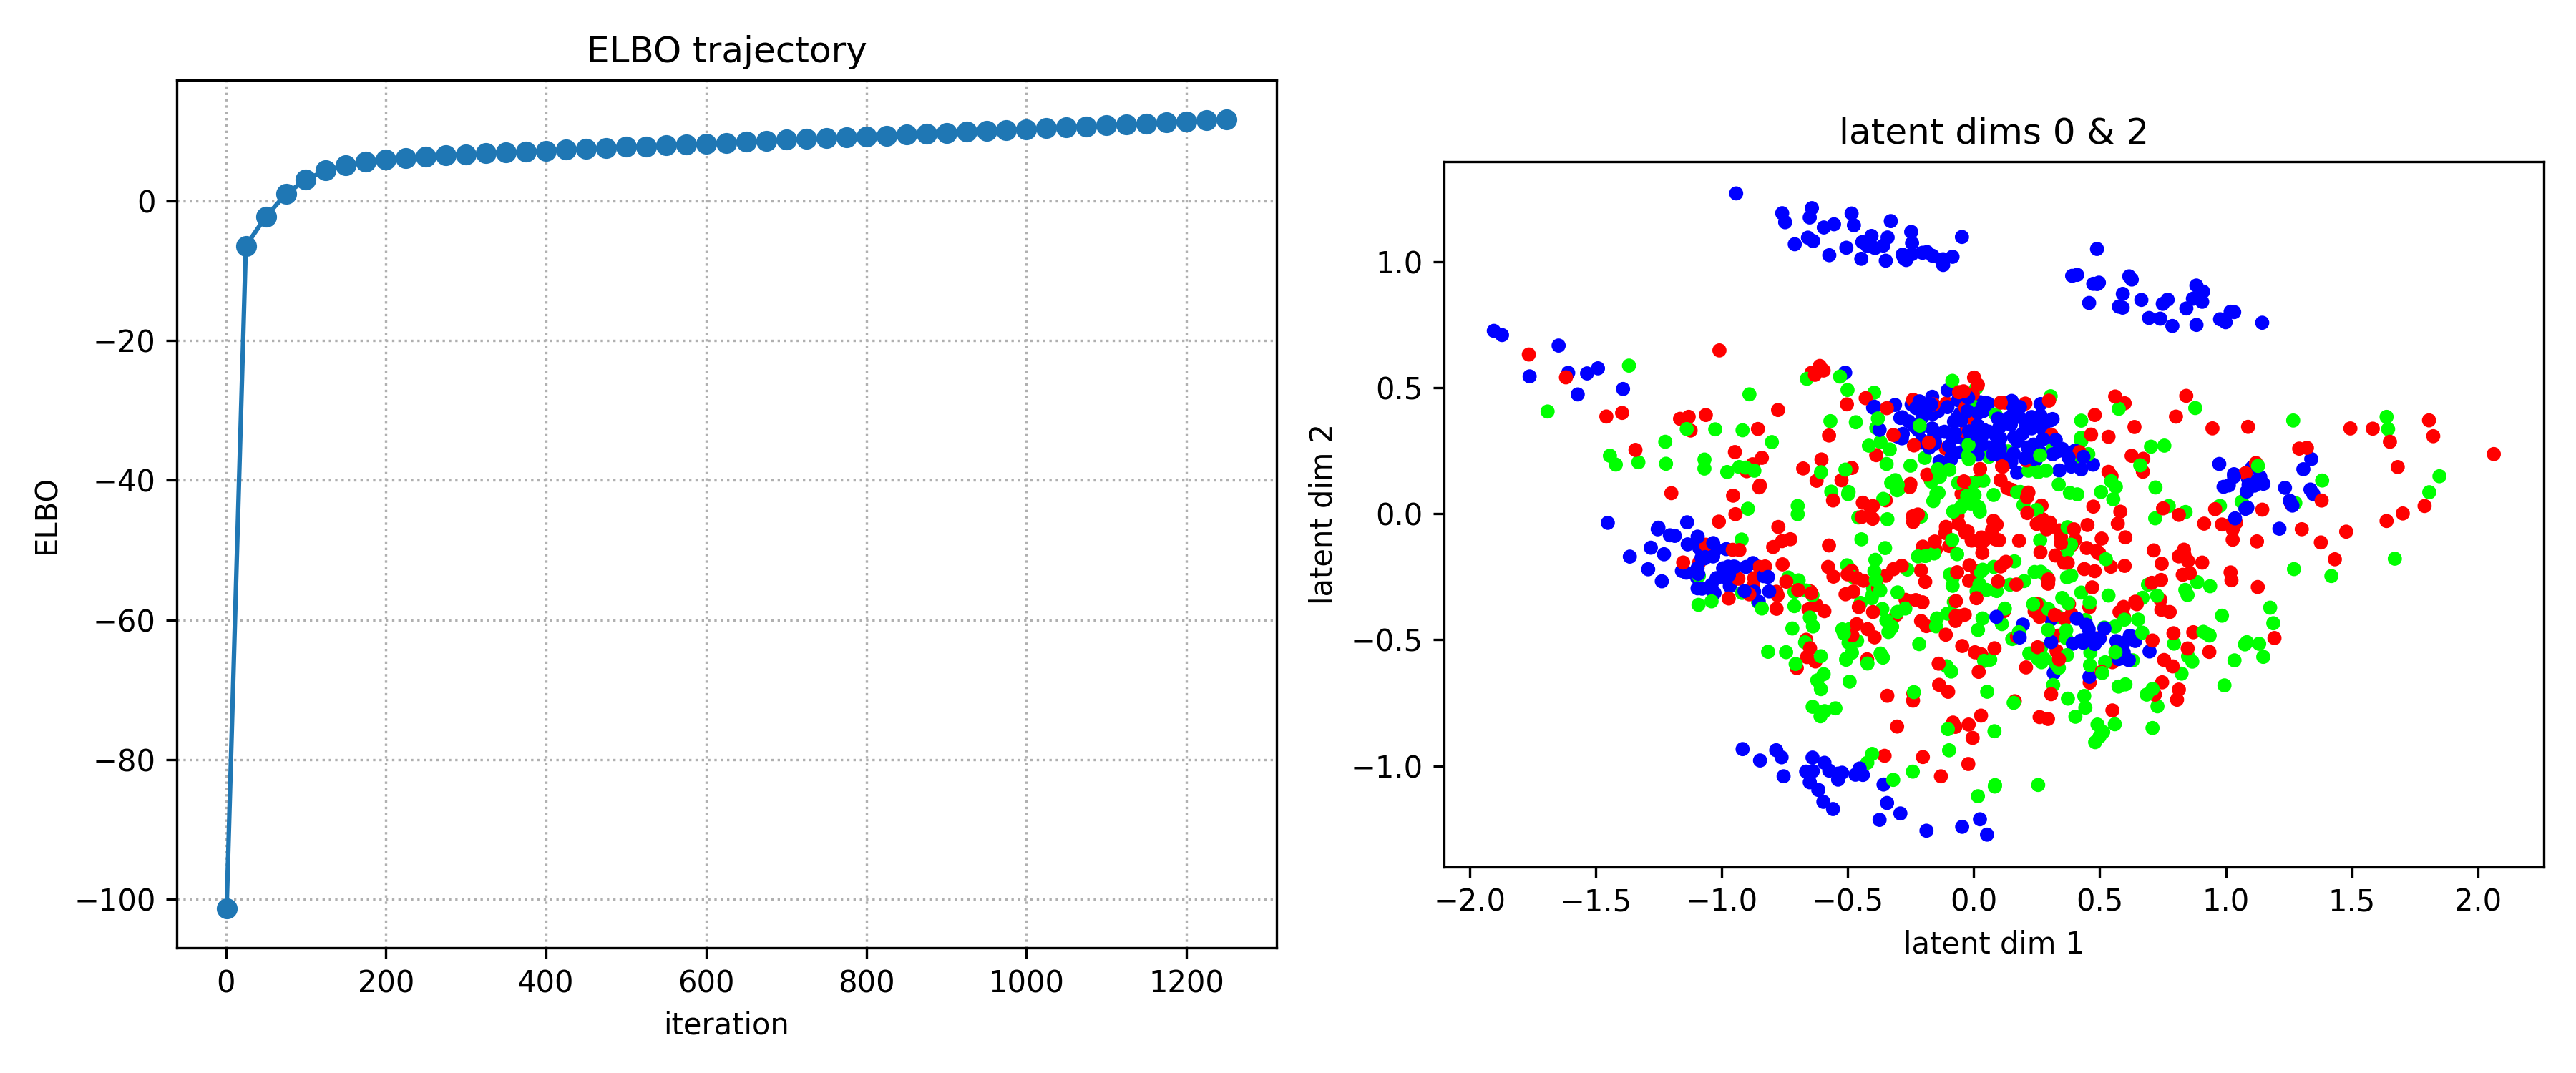 ELBO trajectory
ELBO
0
−20
−40
−60
−80
−100
0 200 400 600 800 1000 1200
iteration
latent dims 0 & 2
latent dim 2
1.0
0.5
0.0
−0.5
−1.0
−2.0 −1.5 −1.0 −0.5 0.0 0.5 1.0 1.5 2.0
latent dim 1